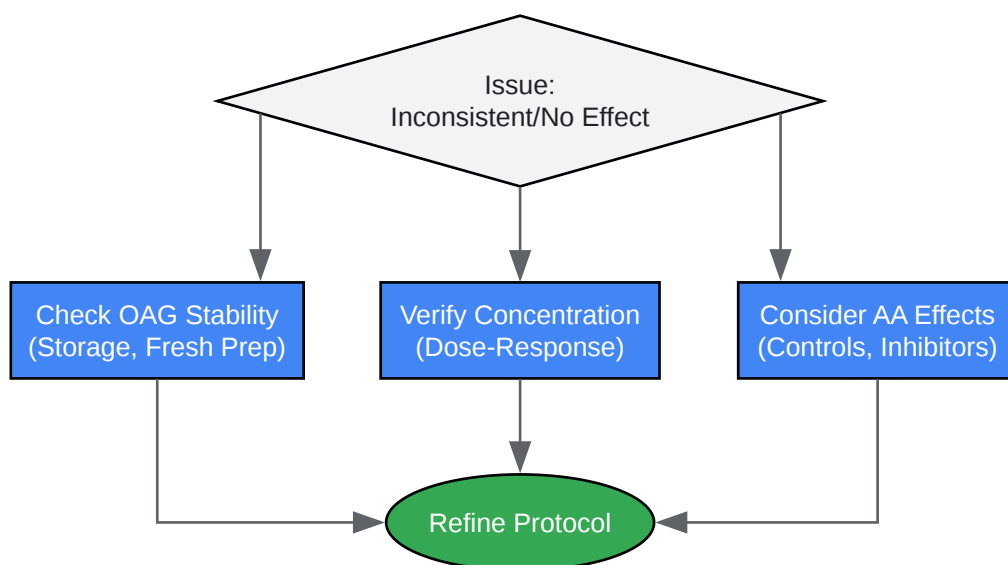 Issue:
Inconsistent/No Effect
Check OAG Stability
(Storage, Fresh Prep)
Verify Concentration
(Dose-Response)
Consider AA Effects
(Controls, Inhibitors)
Refine Protocol